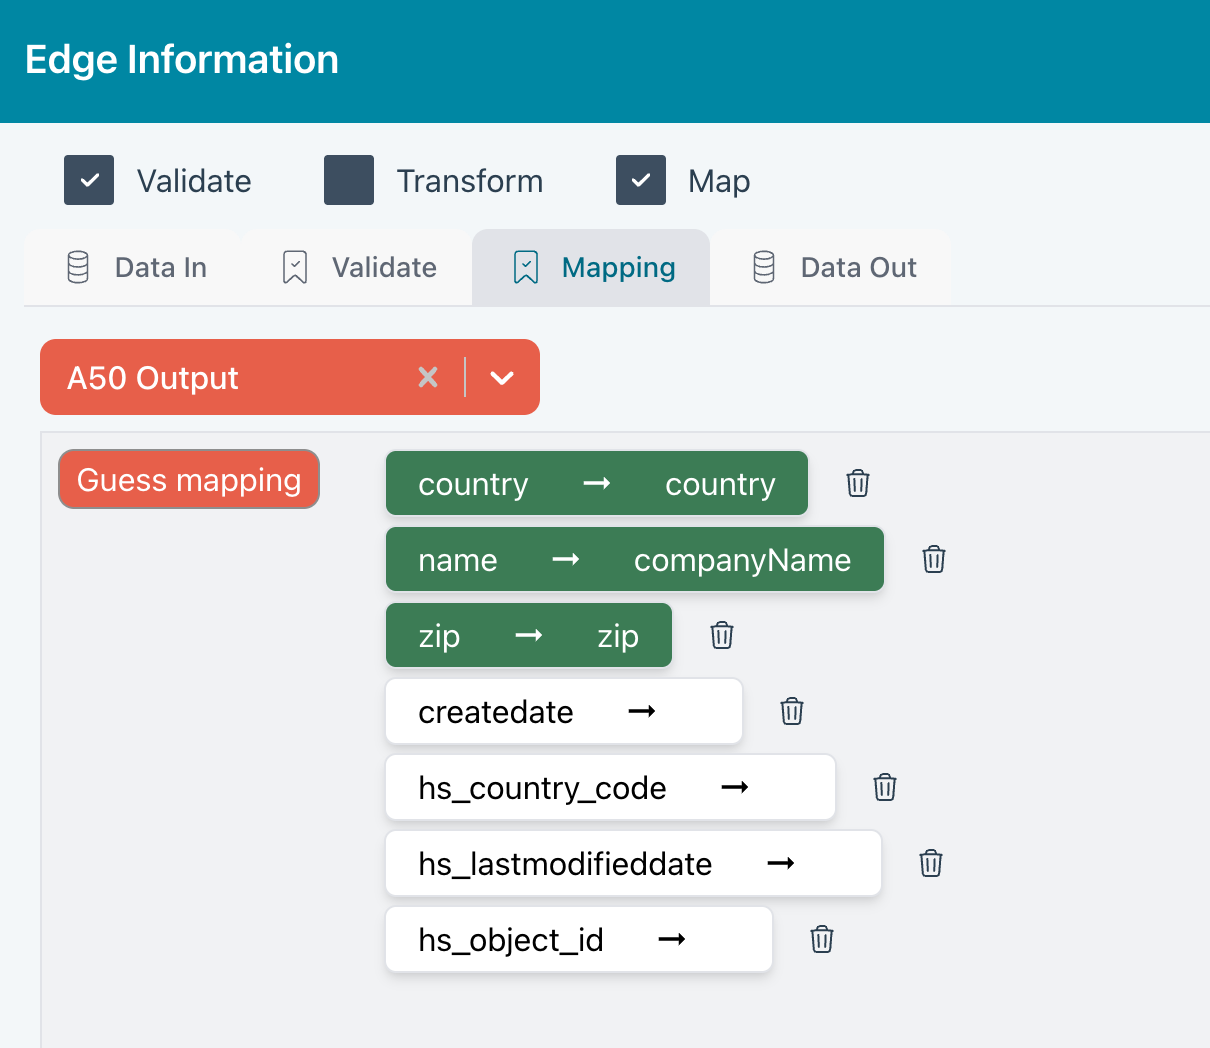 Edge Information
Validate Transform Map
Data In Validate Mapping Data Out
A50 Output
Guess mapping
country → country
name → companyName
zip → zip
createdate →
hs_country_code →
hs_lastmodifieddate →
hs_object_id →